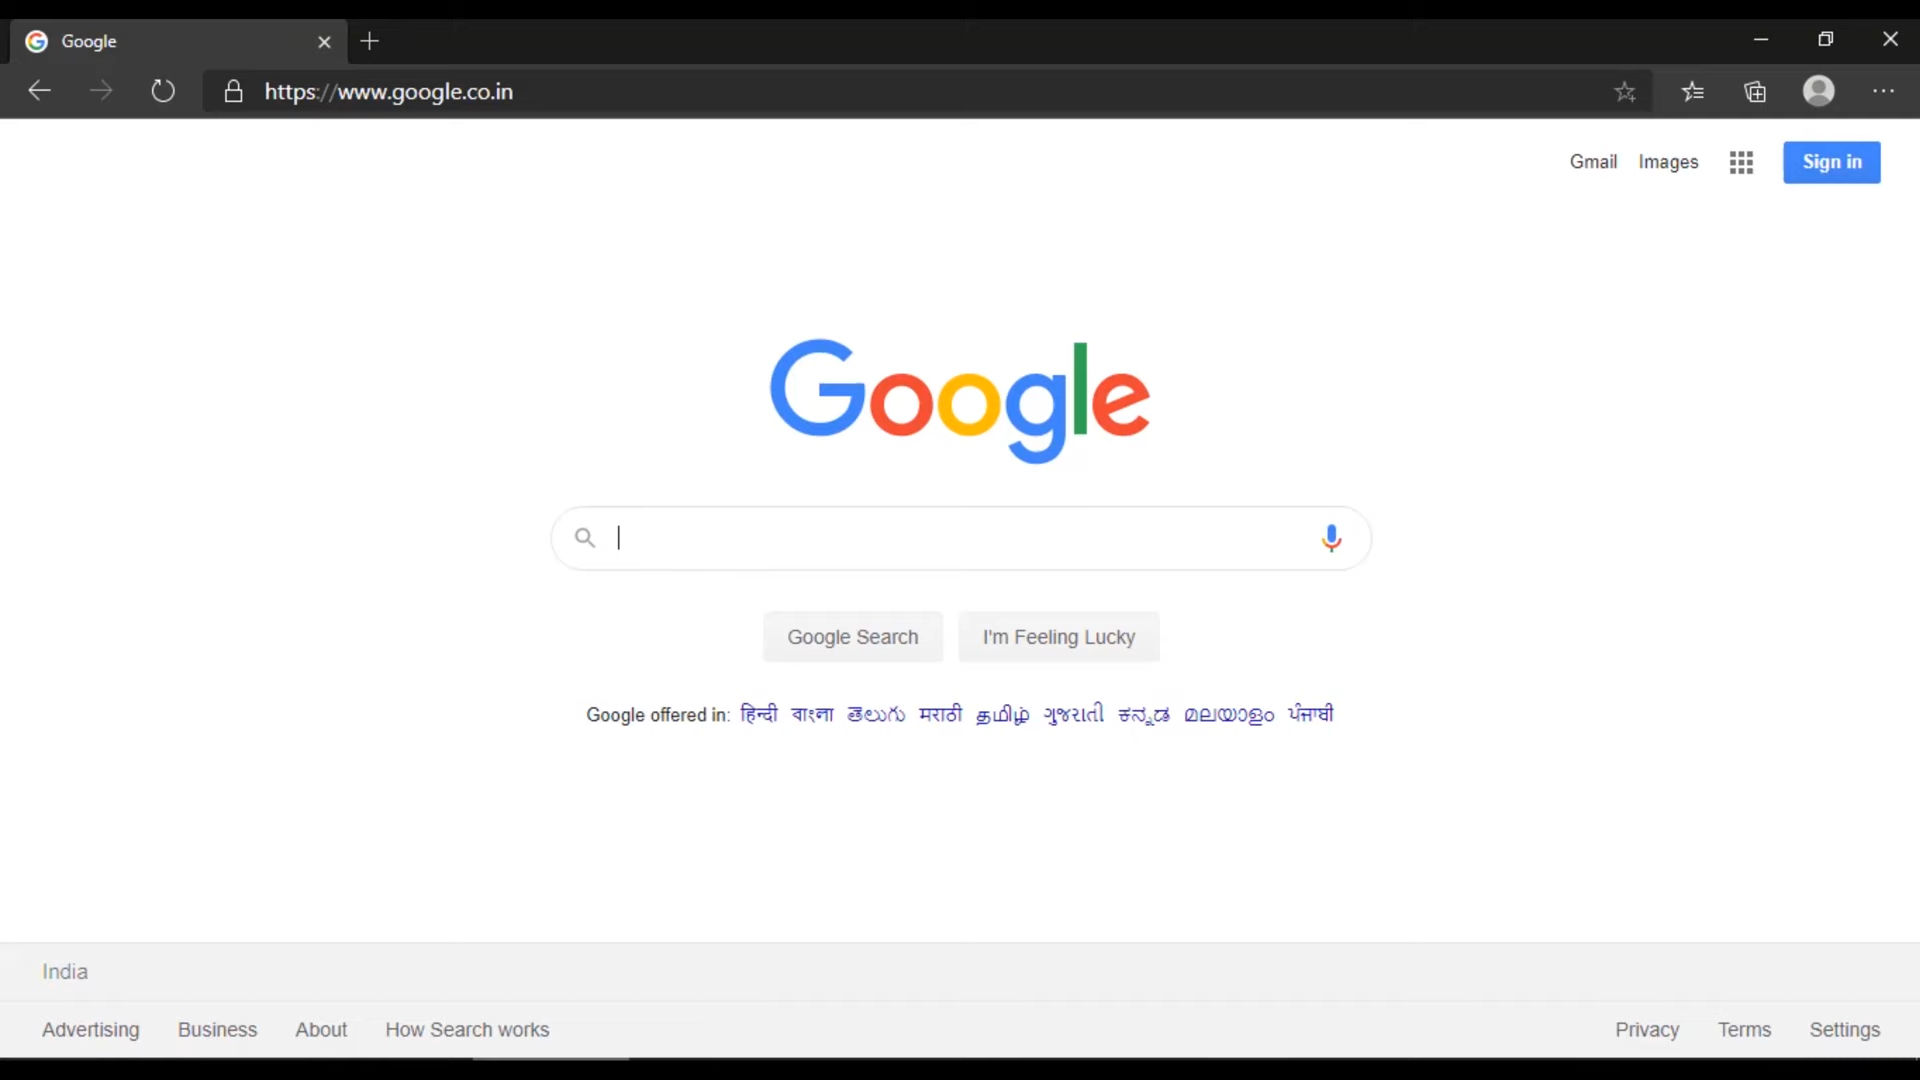 Google
https://www.google.co.in
Gmail Images Sign in
Google
Google Search I'm Feeling Lucky
Google offered in: हिन्दी বাংলা తెలుగు मराठी தமிழ் ગુજરાતી ಕನ್ನಡ മലയാളം ਪੰਜਾਬੀ
India
Advertising Business About How Search works Privacy Terms Settings